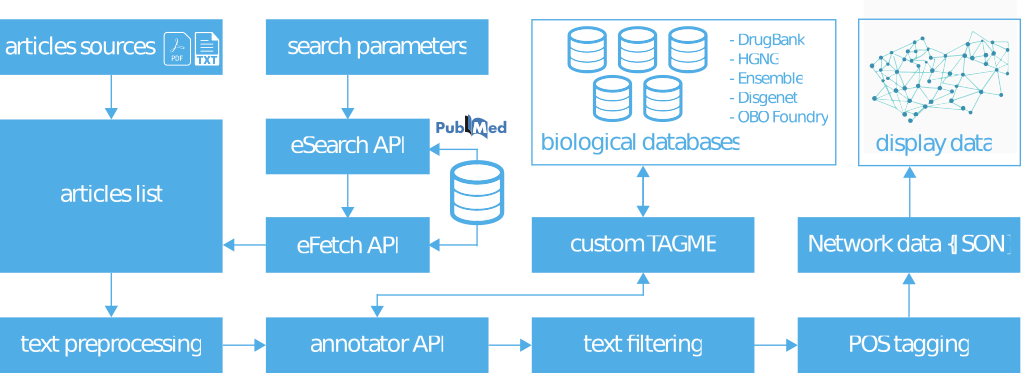 articles sources
PDF
TXT
search parameters
- DrugBank
- HGNC
- Ensemble
- Disgenet
- OBO Foundry
biological databases
display data
PubMed
eSearch API
articles list
eFetch API
custom TAGME
Network data {JSON}
text preprocessing
annotator API
text filtering
POS tagging